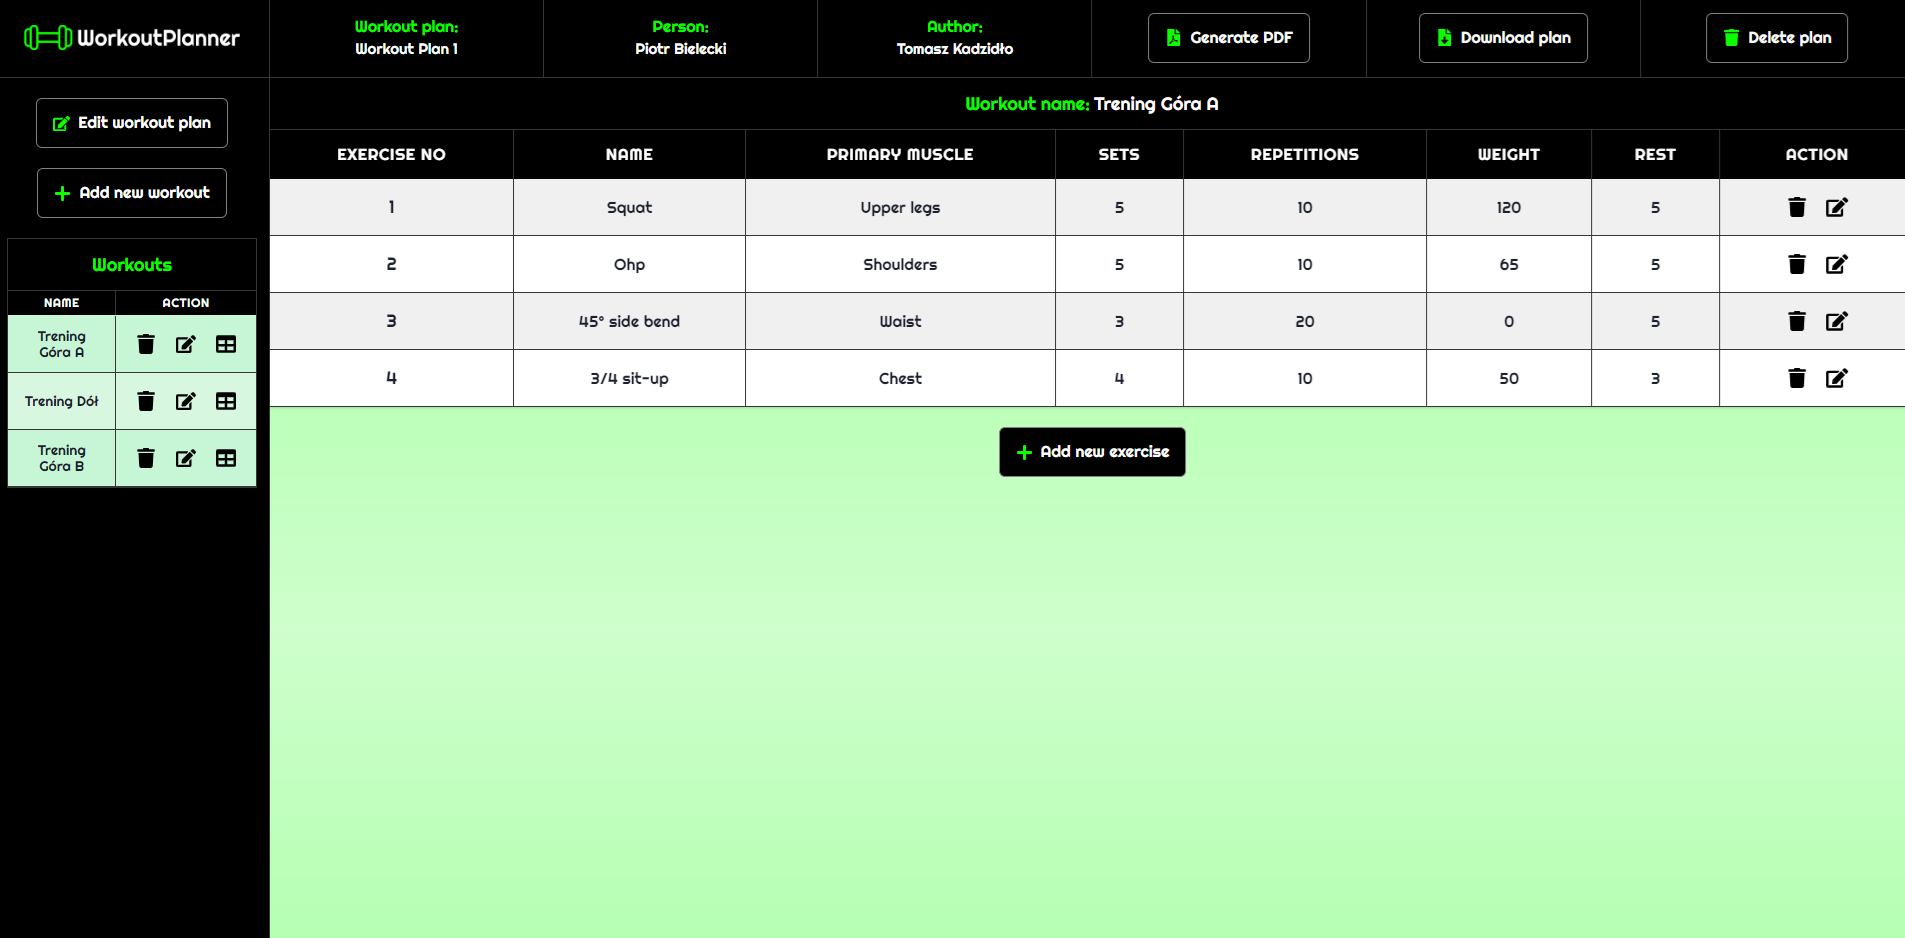 WorkoutPlanner
Workout plan:
Workout Plan 1
Person:
Piotr Bielecki
Author:
Tomasz Kadzidło
Generate PDF
Download plan
Delete plan
Edit workout plan
Add new workout
Workouts
NAME ACTION
Trening
Góra A
Trening Dół
Trening
Góra B
Workout name: Trening Góra A
EXERCISE NO NAME PRIMARY MUSCLE SETS REPETITIONS WEIGHT REST ACTION
1 Squat Upper legs 5 10 120 5
2 Ohp Shoulders 5 10 65 5
3 45° side bend Waist 3 20 0 5
4 3/4 sit-up Chest 4 10 50 3
Add new exercise